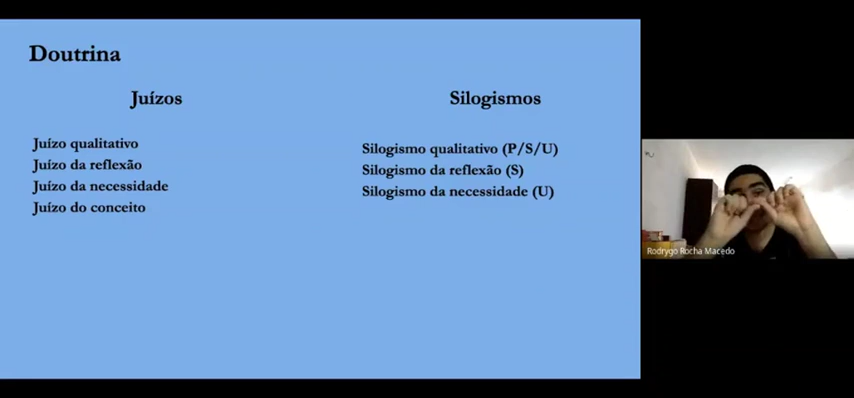 Doutrina
Juízos
Juízo qualitativo
Juízo da reflexão
Juízo da necessidade
Juízo do conceito
Silogismos
Silogismo qualitativo (P/S/U)
Silogismo da reflexão (S)
Silogismo da necessidade (U)
Rodrygo Rocha Macedo